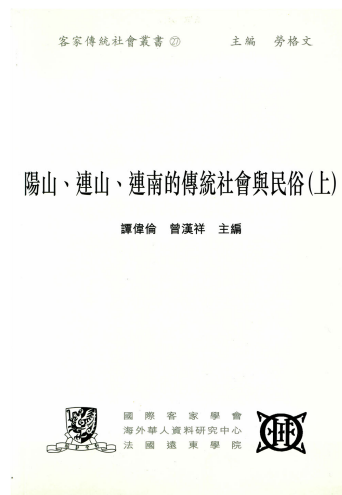 客家傳統社會叢書㉗ 主編 勞格文
陽山、連山、連南的傳統社會與民俗(上)
譚偉倫 曾漢祥 主編
國際客家學會
海外華人資料研究中心
法國遠東學院